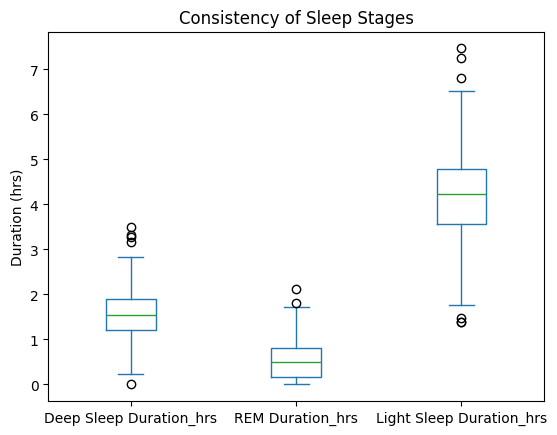 Consistency of Sleep Stages
Duration (hrs)
7
6
5
4
3
2
1
0
Deep Sleep Duration_hrs
REM Duration_hrs
Light Sleep Duration_hrs